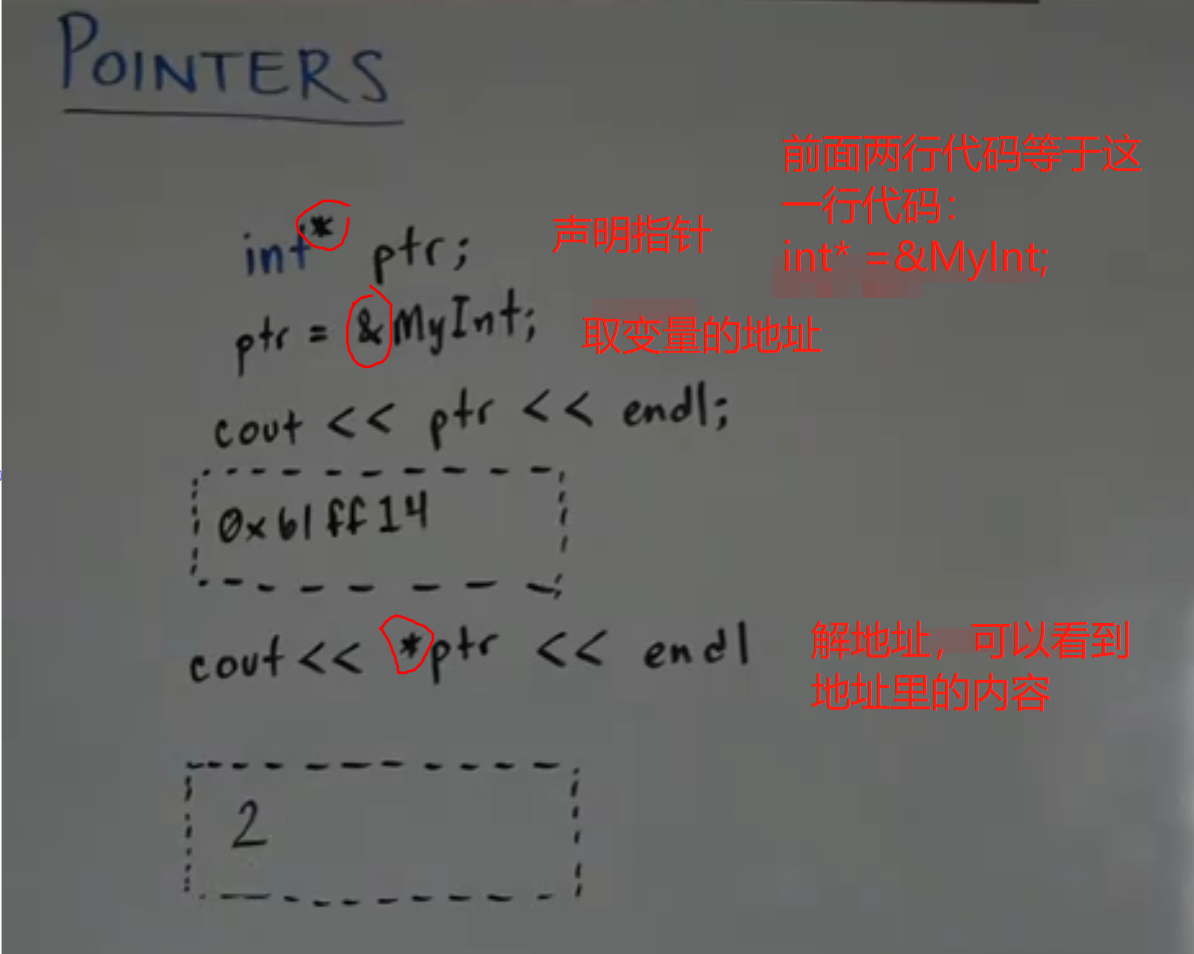 POINTERS
int* ptr;
声明指针
前面两行代码等于这
一行代码：
int* =&MyInt;
ptr = &MyInt;
取变量的地址
cout << ptr << endl;
0x61ff14
cout << *ptr << endl
解地址，可以看到
地址里的内容
2